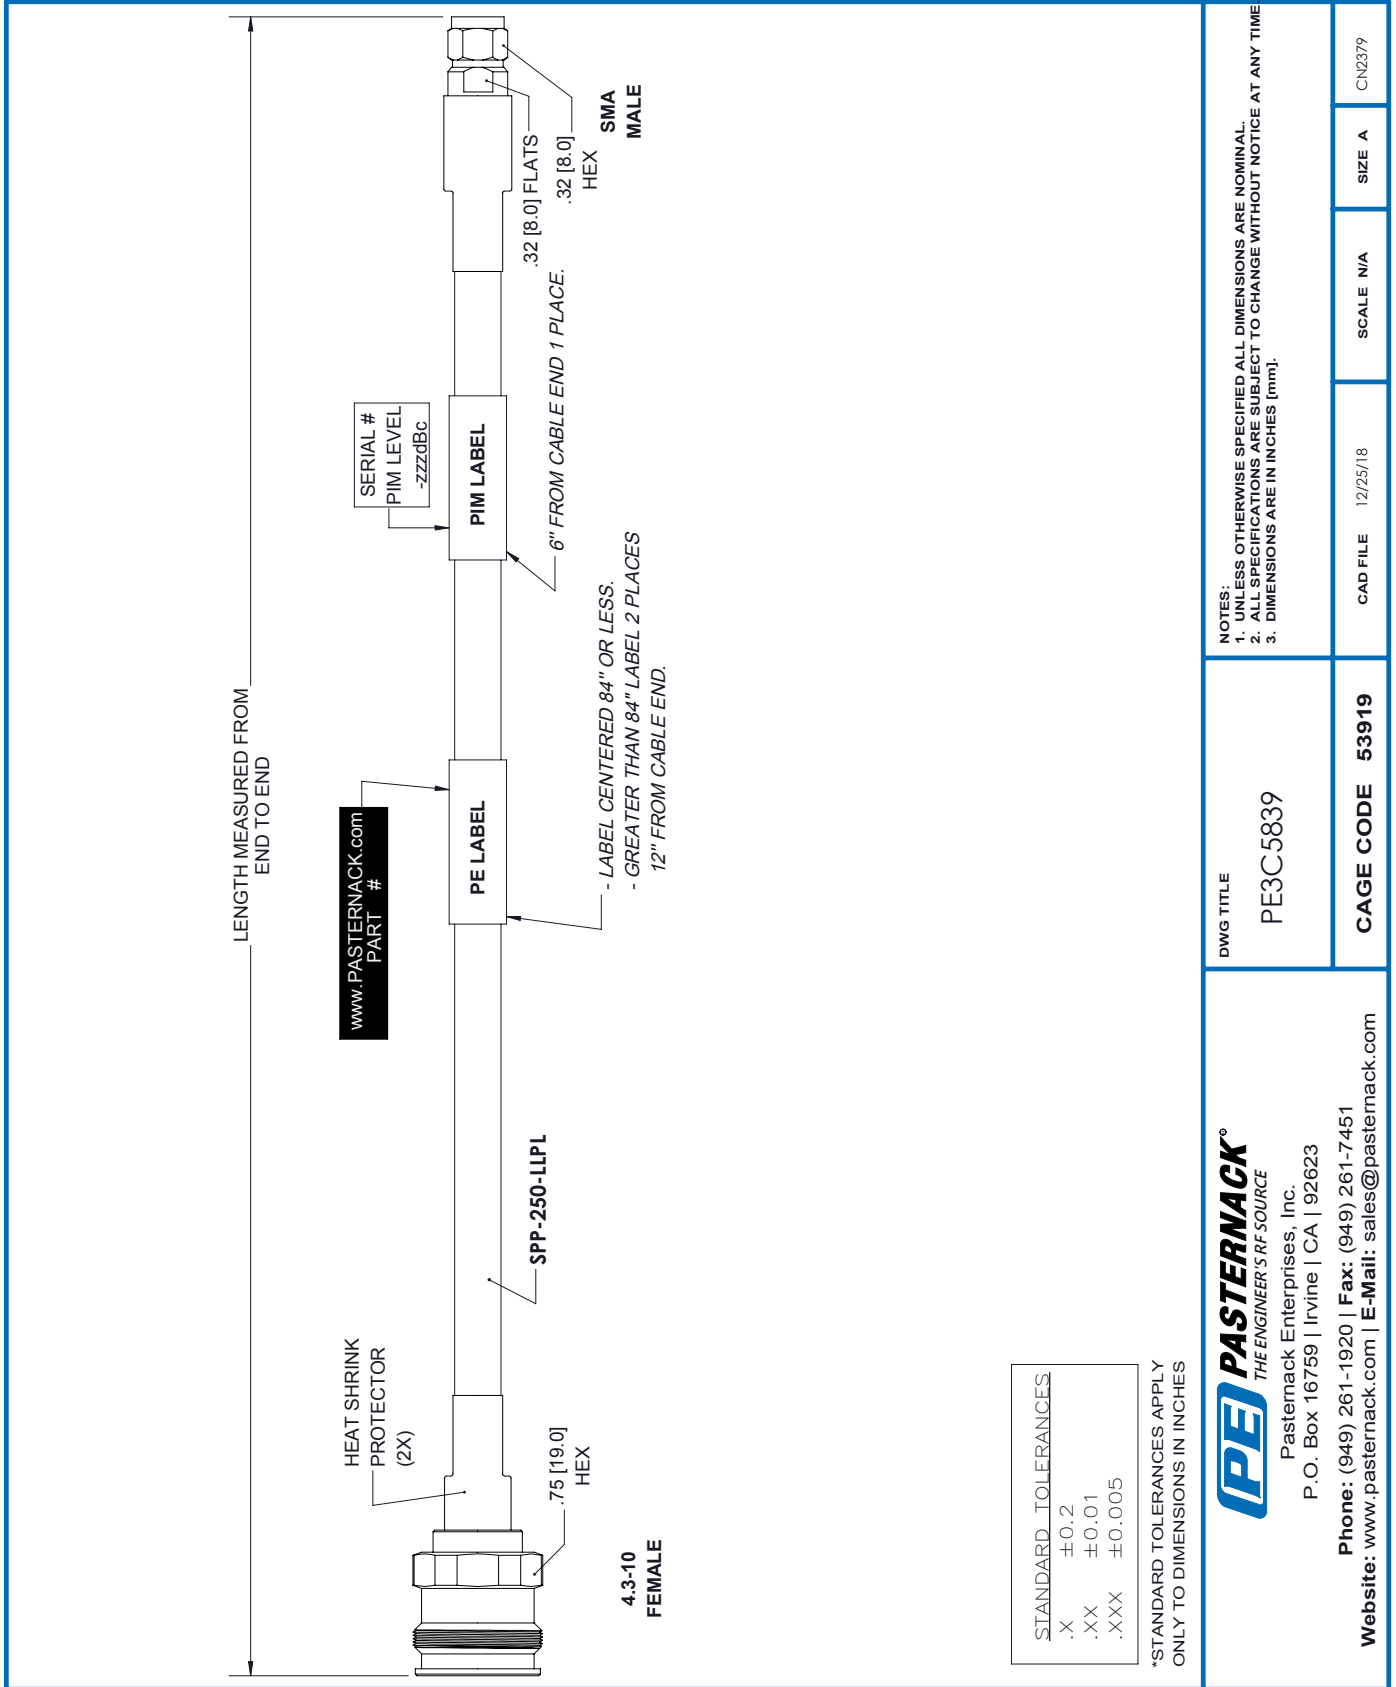 LENGTH MEASURED FROM
END TO END
HEAT SHRINK
PROTECTOR
(2X)
www.PASTERNACK.com
PART #
SERIAL #
PIM LEVEL
-zzzdBc
PE LABEL
PIM LABEL
.75 [19.0]
HEX
4.3-10
FEMALE
SPP-250-LLPL
- LABEL CENTERED 84" OR LESS.
- GREATER THAN 84" LABEL 2 PLACES
12" FROM CABLE END.
6" FROM CABLE END 1 PLACE.
.32 [8.0] FLATS
.32 [8.0]
HEX
SMA
MALE
STANDARD TOLERANCES
.X ±0.2
.XX ±0.01
.XXX ±0.005
*STANDARD TOLERANCES APPLY
ONLY TO DIMENSIONS IN INCHES
PE PASTERNACK®
THE ENGINEER'S RF SOURCE
Pasternack Enterprises, Inc.
P.O. Box 16759 | Irvine | CA | 92623
Phone: (949) 261-1920 | Fax: (949) 261-7451
Website: www.pasternack.com | E-Mail: sales@pasternack.com
DWG TITLE
PE3C5839
CAGE CODE 53919
NOTES:
1. UNLESS OTHERWISE SPECIFIED ALL DIMENSIONS ARE NOMINAL.
2. ALL SPECIFICATIONS ARE SUBJECT TO CHANGE WITHOUT NOTICE AT ANY TIME.
3. DIMENSIONS ARE IN INCHES [mm].
CAD FILE 12/25/18
SCALE N/A
SIZE A
CN2379